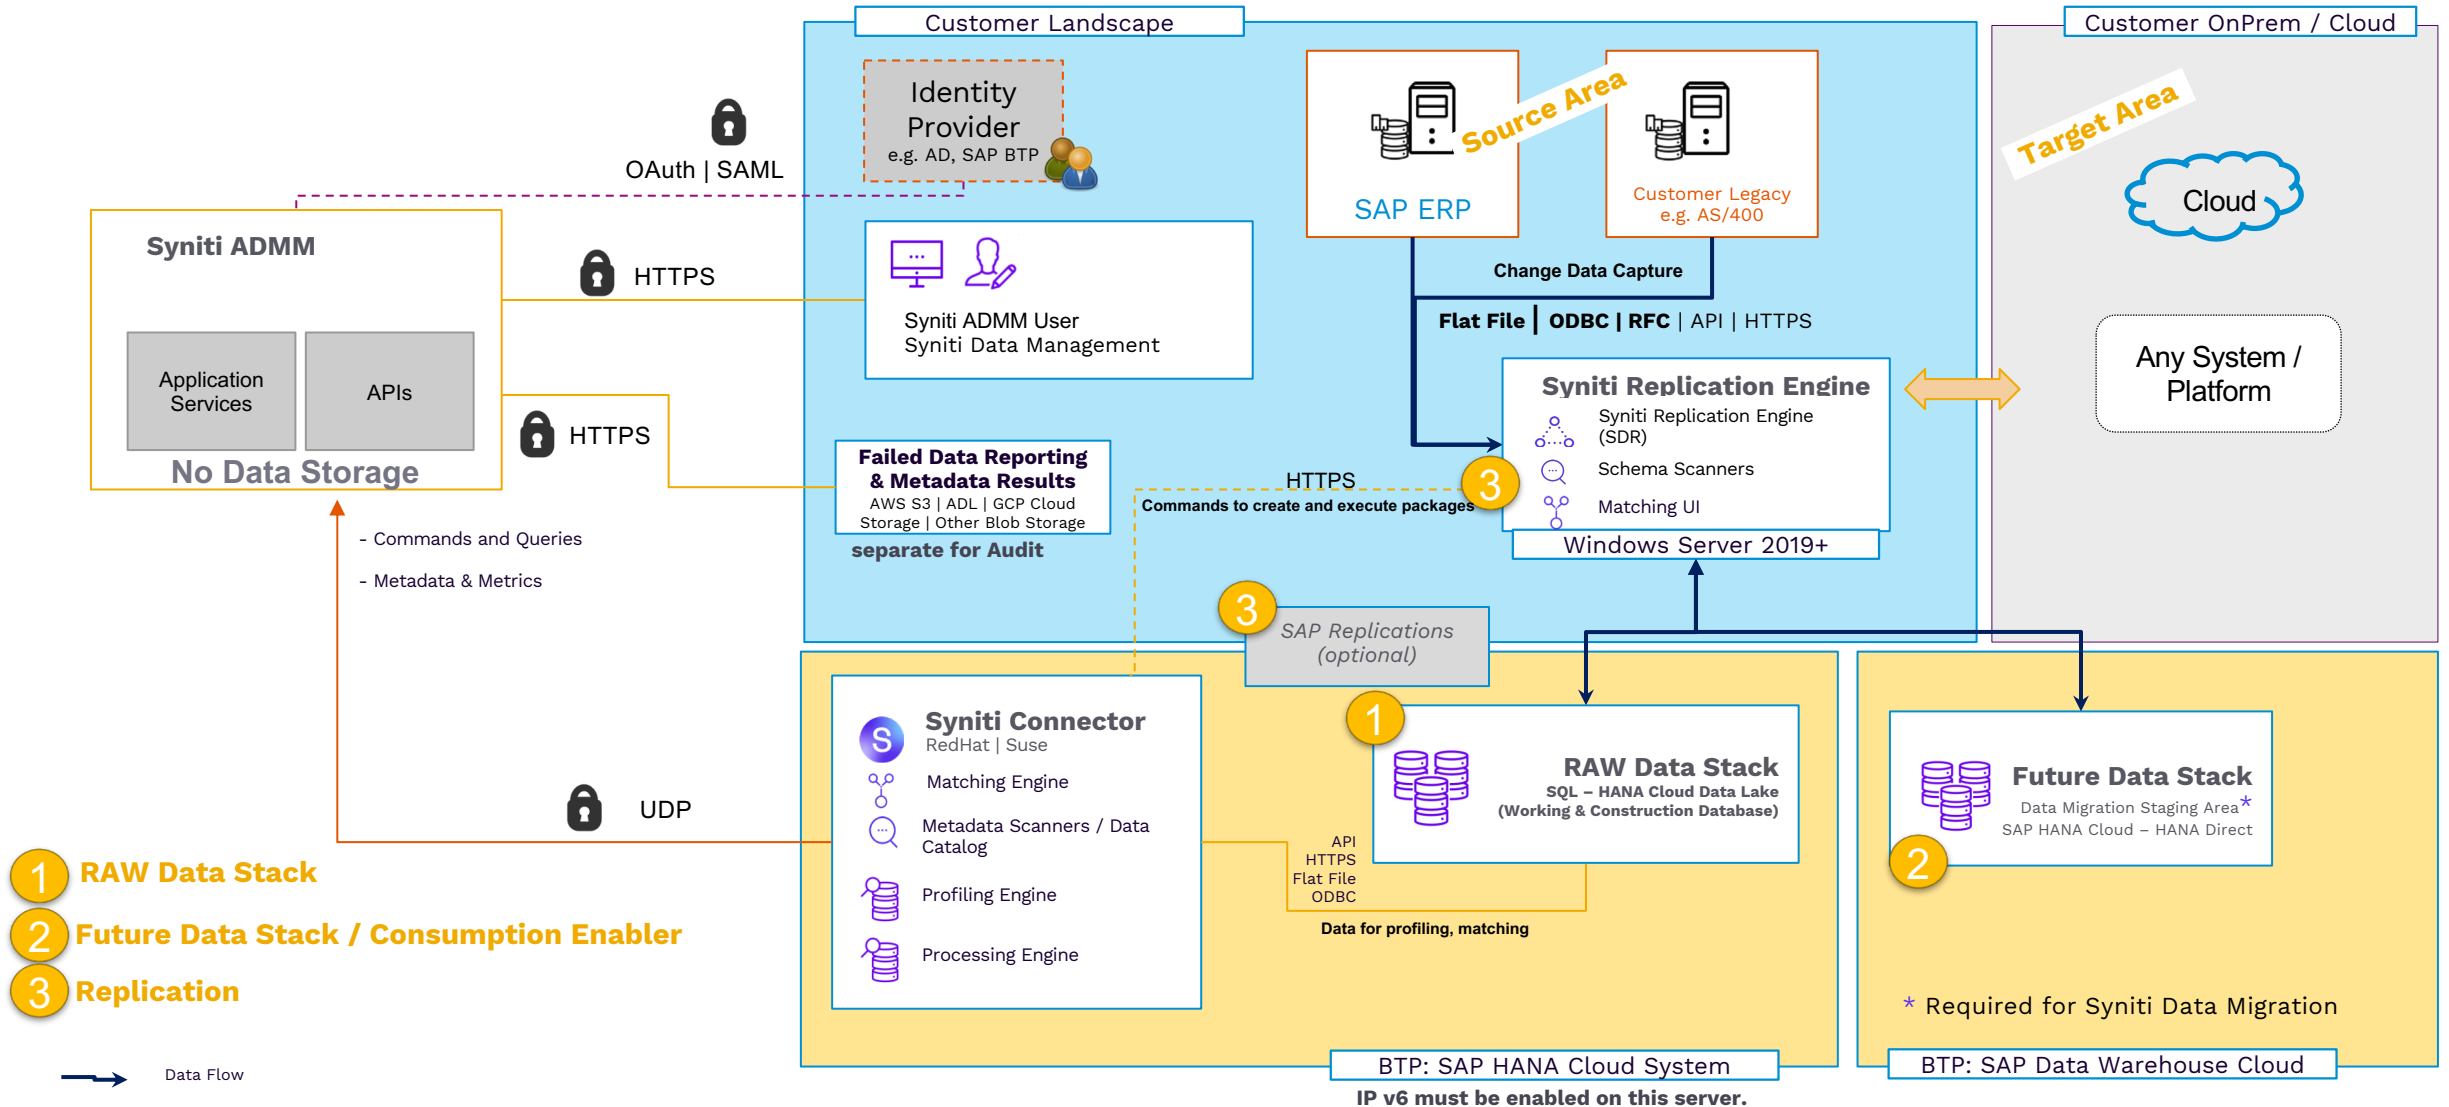 Customer Landscape
Customer OnPrem / Cloud
Identity
Provider
e.g. AD, SAP BTP
OAuth | SAML
Source Area
SAP ERP
Customer Legacy
e.g. AS/400
Target Area
Cloud
Syniti ADMM
Application
Services
APIs
No Data Storage
HTTPS
HTTPS
Syniti ADMM User
Syniti Data Management
Change Data Capture
Flat File | ODBC | RFC | API | HTTPS
Any System /
Platform
Syniti Replication Engine
Syniti Replication Engine
(SDR)
Schema Scanners
Matching UI
3
Windows Server 2019+
Failed Data Reporting
& Metadata Results
AWS S3 | ADL | GCP Cloud
Storage | Other Blob Storage
separate for Audit
HTTPS
Commands to create and execute packages
- Commands and Queries
- Metadata & Metrics
3
SAP Replications
(optional)
Syniti Connector
RedHat | Suse
S
Matching Engine
Metadata Scanners / Data
Catalog
Profiling Engine
Processing Engine
UDP
1
RAW Data Stack
SQL – HANA Cloud Data Lake
(Working & Construction Database)
API
HTTPS
Flat File
ODBC
Data for profiling, matching
Future Data Stack
Data Migration Staging Area*
SAP HANA Cloud – HANA Direct
2
* Required for Syniti Data Migration
1 RAW Data Stack
2 Future Data Stack / Consumption Enabler
3 Replication
Data Flow
BTP: SAP HANA Cloud System
IP v6 must be enabled on this server.
BTP: SAP Data Warehouse Cloud